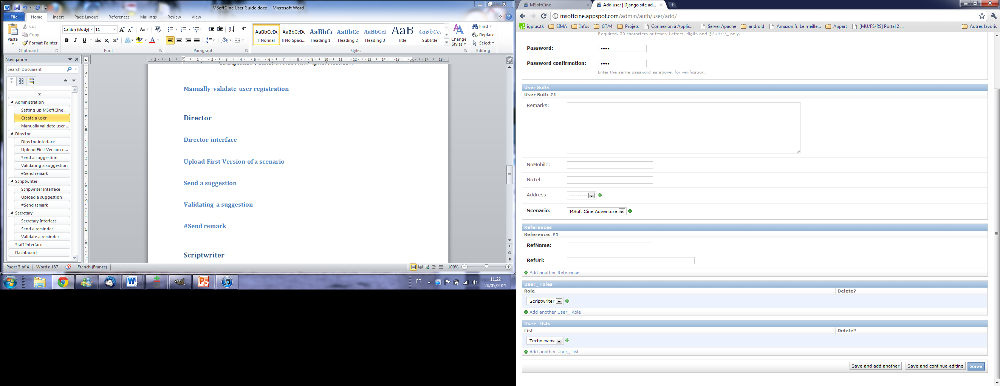 MSoftCine User Guide.docx - Microsoft Word
File Home Insert Page Layout References Mailings Review View
Paste
Cut
Copy
Format Painter
Clipboard
Calibri (Body) 11
Font
Paragraph
AaBbCcDc AaBbCcDc AaBbC AaBbCc AaBbCcI AaB AaBbCc.
¶ Normal ¶ No Spaci... Heading 1 Heading 2 Heading 3 Title Subtitle
Change Styles
Styles
Find
Replace
Select
Editing
Navigation
Search Document
Administration
Setting up MSoftCine ...
Create a user
Manually validate user ...
Director
Director interface
Upload First Version o...
Send a suggestion
Validating a suggestion
#Send remark
Scriptwriter
Scripwriter Interface
Upload a suggestion
#Send remark
Secretary
Secretary Interface
Send a reminder
Validate a reminder
Staff Interface
Dashboard
Manually validate user registration
Director
Director interface
Upload First Version of a scenario
Send a suggestion
Validating a suggestion
#Send remark
Scriptwriter
Page: 3 of 4 Words: 187 French (France) 100%
FR 11:22
24/05/2011
MSoftCine
Add user | Django site ad...
msoftcine.appspot.com/admin/auth/user/add/
igplus.tk SIMA Infos GTA4 Projets Connexion à Applic... Server Apache android Amazon.fr: Le meille... Appart [MU/FS/RS] Portal 2 ... Autres favoris
Required. 30 characters or fewer. Letters, digits and @/./+/-/_ only.
Password: ••••
Password confirmation: ••••
Enter the same password as above, for verification.
User Softs
User Soft: #1
Remarks:
NoMobile:
NoTel:
Address: ---------
Scenario: MSoft Cine Adventure
References
Reference: #1
RefName:
RefUrl:
Add another Reference
User_ roles
Role Delete?
Scriptwriter
Add another User_ Role
User_ lists
List Delete?
Technicians
Add another User_ List
Save and add another Save and continue editing Save